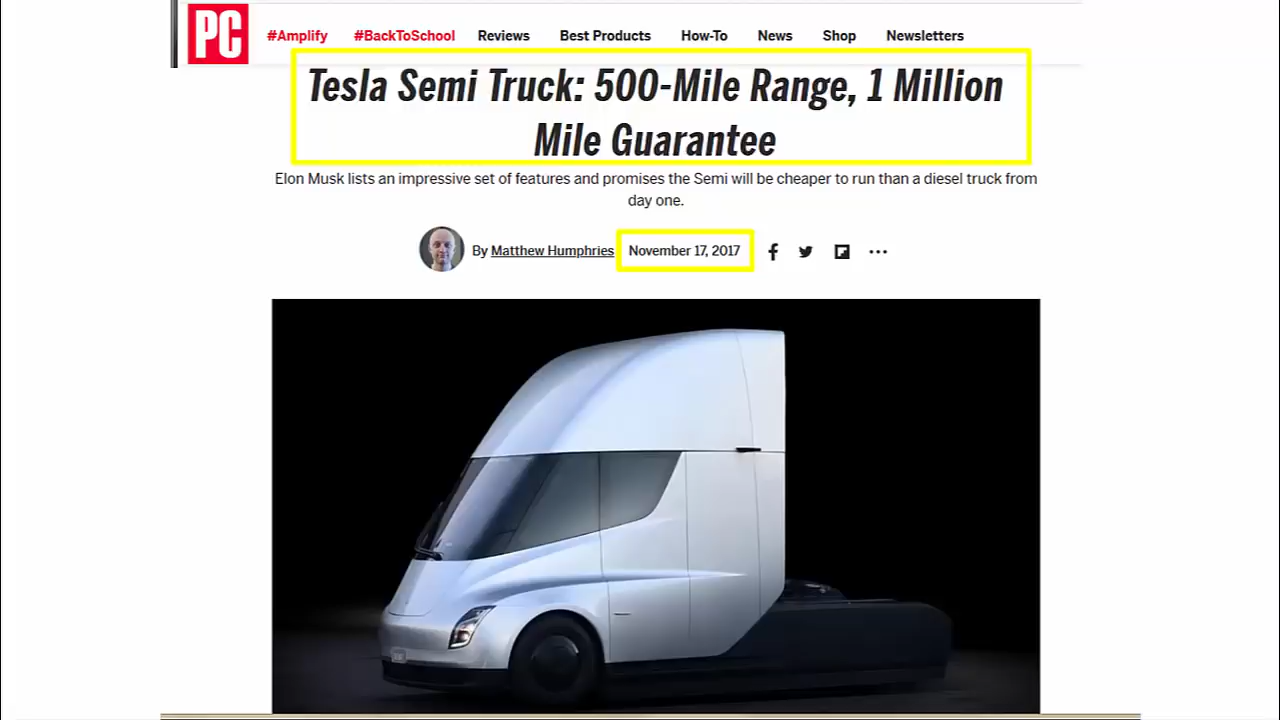 PC
#Amplify #BackToSchool Reviews Best Products How-To News Shop Newsletters
Tesla Semi Truck: 500-Mile Range, 1 Million
Mile Guarantee
Elon Musk lists an impressive set of features and promises the Semi will be cheaper to run than a diesel truck from
day one.
By Matthew Humphries November 17, 2017